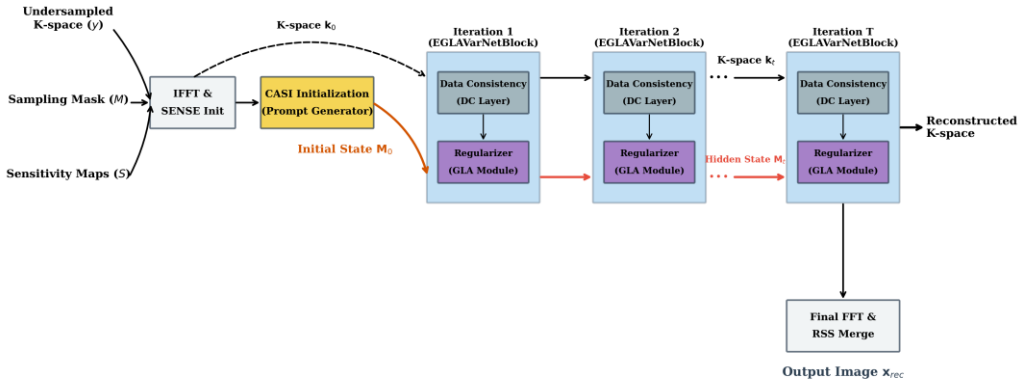 Undersampled
K-space (y)
Sampling Mask (M)
Sensitivity Maps (S)
IFFT &
SENSE Init
K-space k₀
CASI Initialization
(Prompt Generator)
Initial State M₀
Iteration 1
(EGLAVarNetBlock)
Data Consistency
(DC Layer)
Regularizer
(GLA Module)
Iteration 2
(EGLAVarNetBlock)
Data Consistency
(DC Layer)
Regularizer
(GLA Module)
K-space kₜ
...
Hidden State Mₜ
...
Iteration T
(EGLAVarNetBlock)
Data Consistency
(DC Layer)
Regularizer
(GLA Module)
Reconstructed
K-space
Final FFT &
RSS Merge
Output Image x_rec